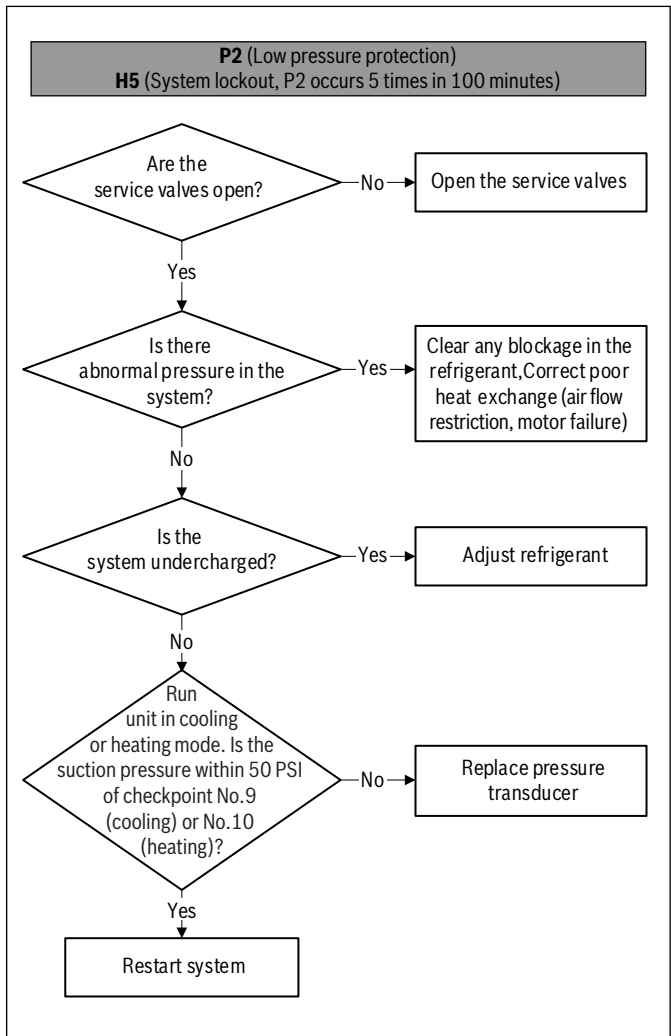 P2 (Low pressure protection)
H5 (System lockout, P2 occurs 5 times in 100 minutes)
Are the
service valves open?
No
Open the service valves
Yes
Is there
abnormal pressure in the
system?
Yes
Clear any blockage in the
refrigerant,Correct poor
heat exchange (air flow
restriction, motor failure)
No
Is the
system undercharged?
Yes
Adjust refrigerant
No
Run
unit in cooling
or heating mode. Is the
suction pressure within 50 PSI
of checkpoint No.9
(cooling) or No.10
(heating)?
No
Replace pressure
transducer
Yes
Restart system